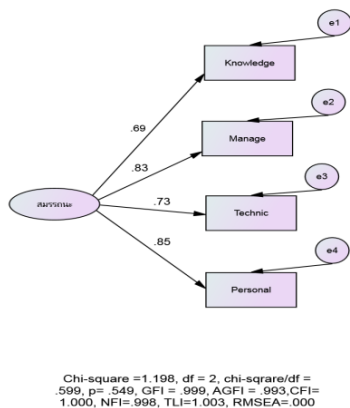 e1
Knowledge
.69
e2
Manage
.83
e3
.73
Technic
สมรรถนะ
.85
e4
Personal
Chi-square =1.198, df = 2, chi-sqrare/df =
.599, p= .549, GFI = .999, AGFI = .993,CFI=
1.000, NFI=.998, TLI=1.003, RMSEA=.000